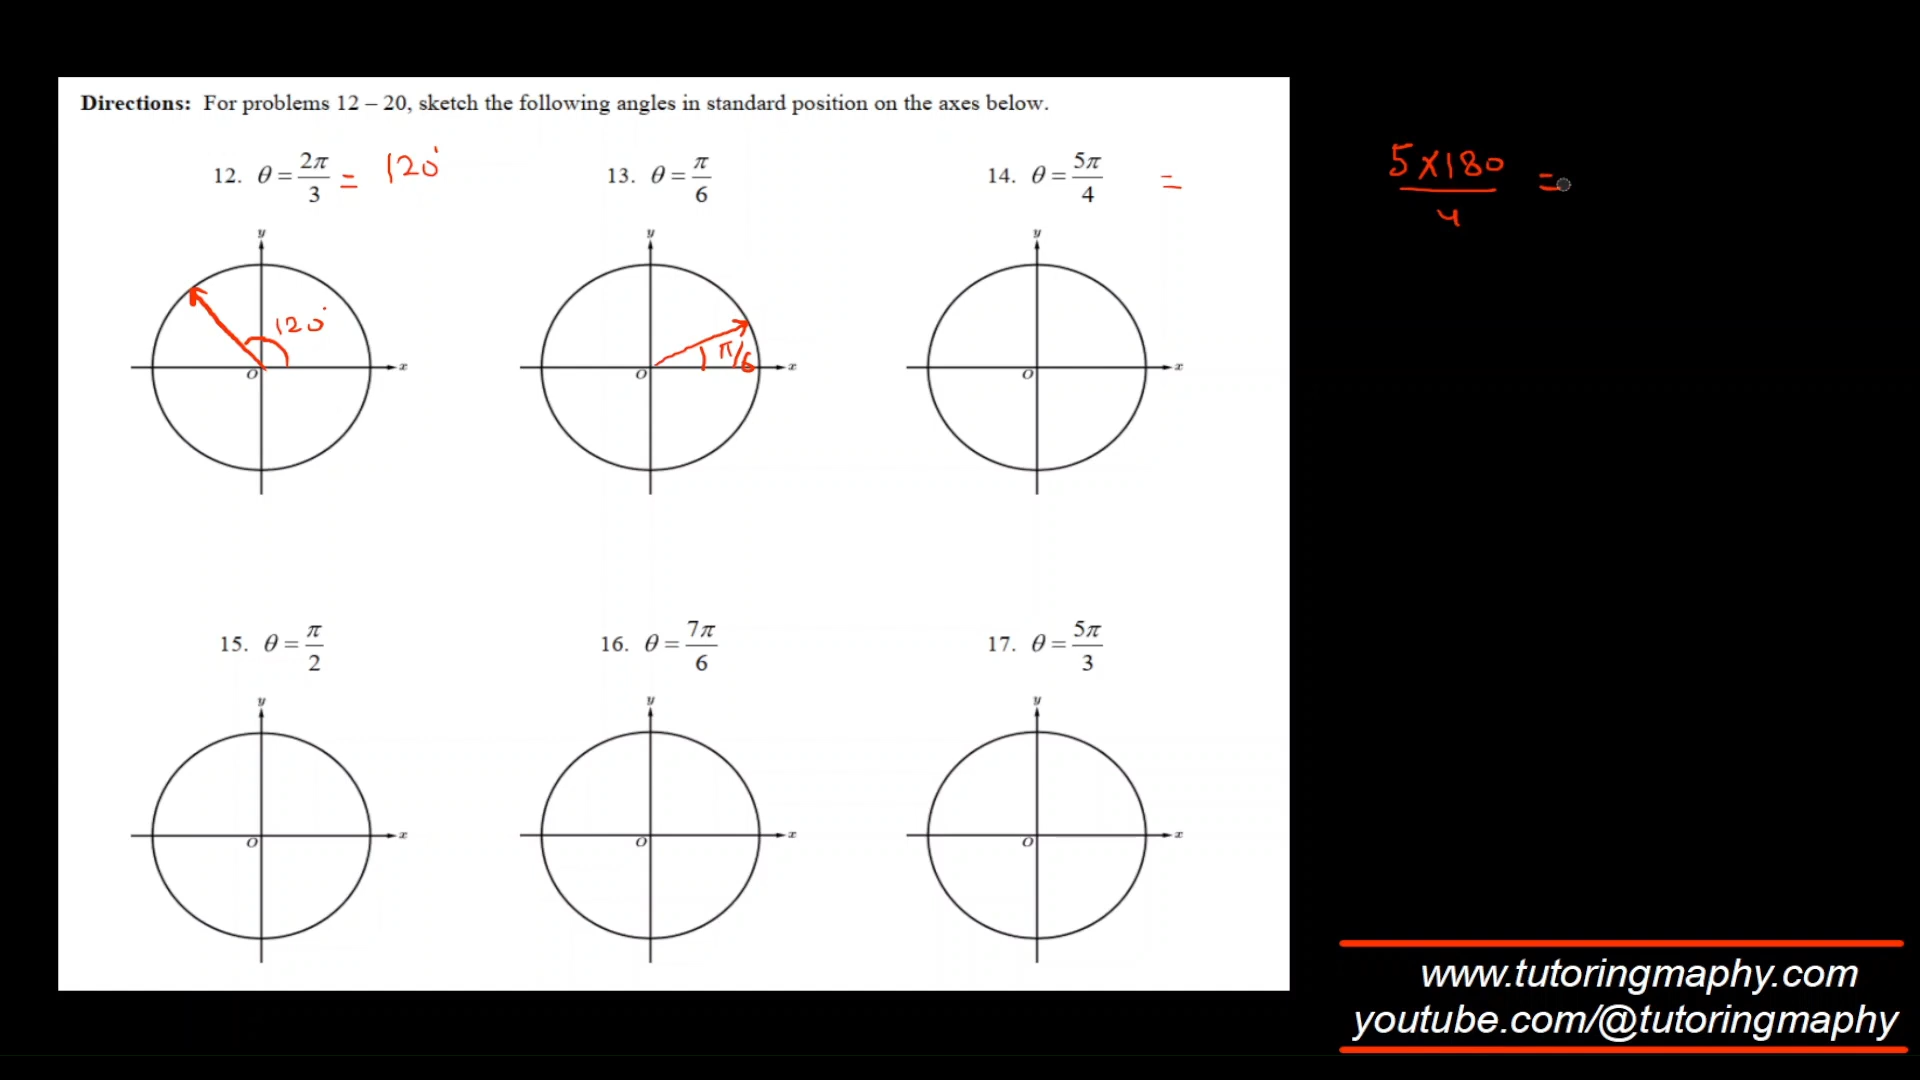 Directions: For problems 12 – 20, sketch the following angles in standard position on the axes below.
12. θ = 2π/3 = 120°
13. θ = π/6
14. θ = 5π/4 =
5×180/4 =
y
120°
O
x
y
π/6
O
x
y
O
x
15. θ = π/2
16. θ = 7π/6
17. θ = 5π/3
y
O
x
y
O
x
y
O
x
www.tutoringmaphy.com
youtube.com/@tutoringmaphy